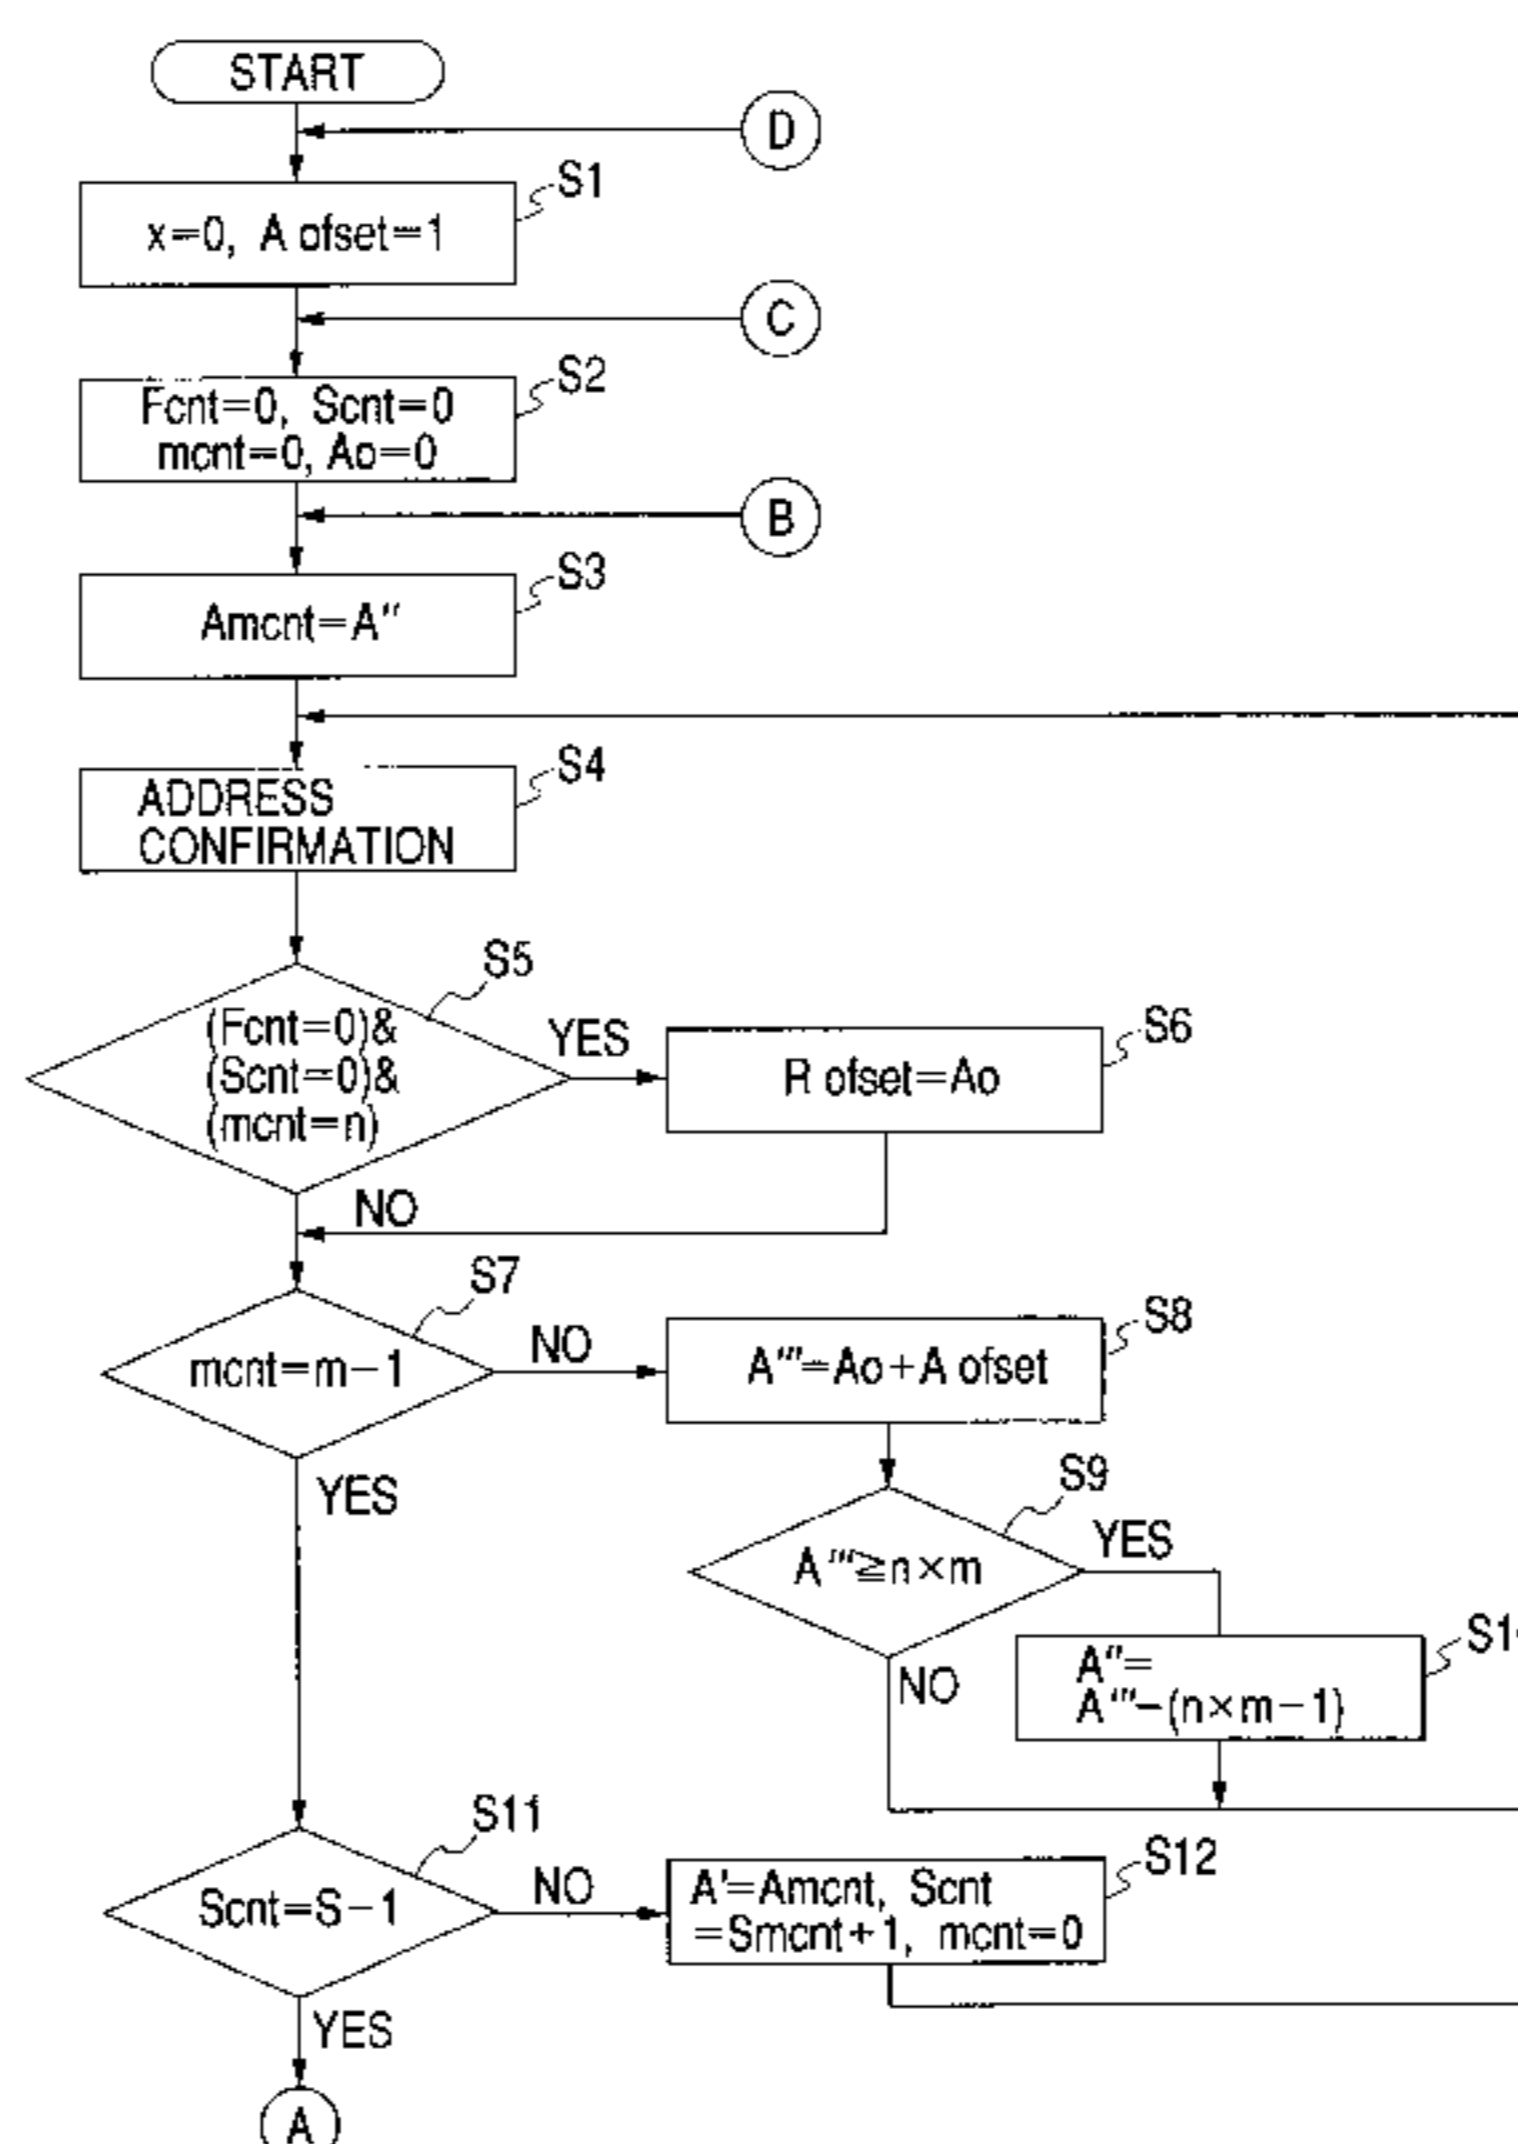 START
D
S1
x=0, A ofset=1
C
S2
Fcnt=0, Scnt=0
mcnt=0, Ao=0
B
S3
Amcnt=A"
S4
ADDRESS
CONFIRMATION
S5
(Fcnt=0)&
(Scnt=0)&
(mcnt=n)
YES
S6
R ofset=Ao
NO
S7
mcnt=m-1
NO
S8
A'''=Ao+A ofset
YES
S9
A'''≧n×m
YES
A"=
A'''-(n×m-1)
NO
S11
Scnt=S-1
NO
S12
A'=Amcnt, Scnt
=Smcnt+1, mcnt=0
YES
A